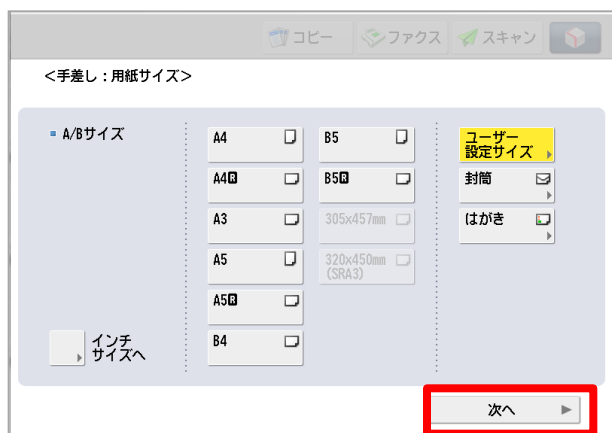 コピー ファクス スキャン
<手差し：用紙サイズ>
A/Bサイズ
A4 B5
A4R B5R
A3 305x457mm
A5 320x450mm
(SRA3)
A5R
B4
ユーザー
設定サイズ
封筒
はがき
インチ
サイズへ
次へ